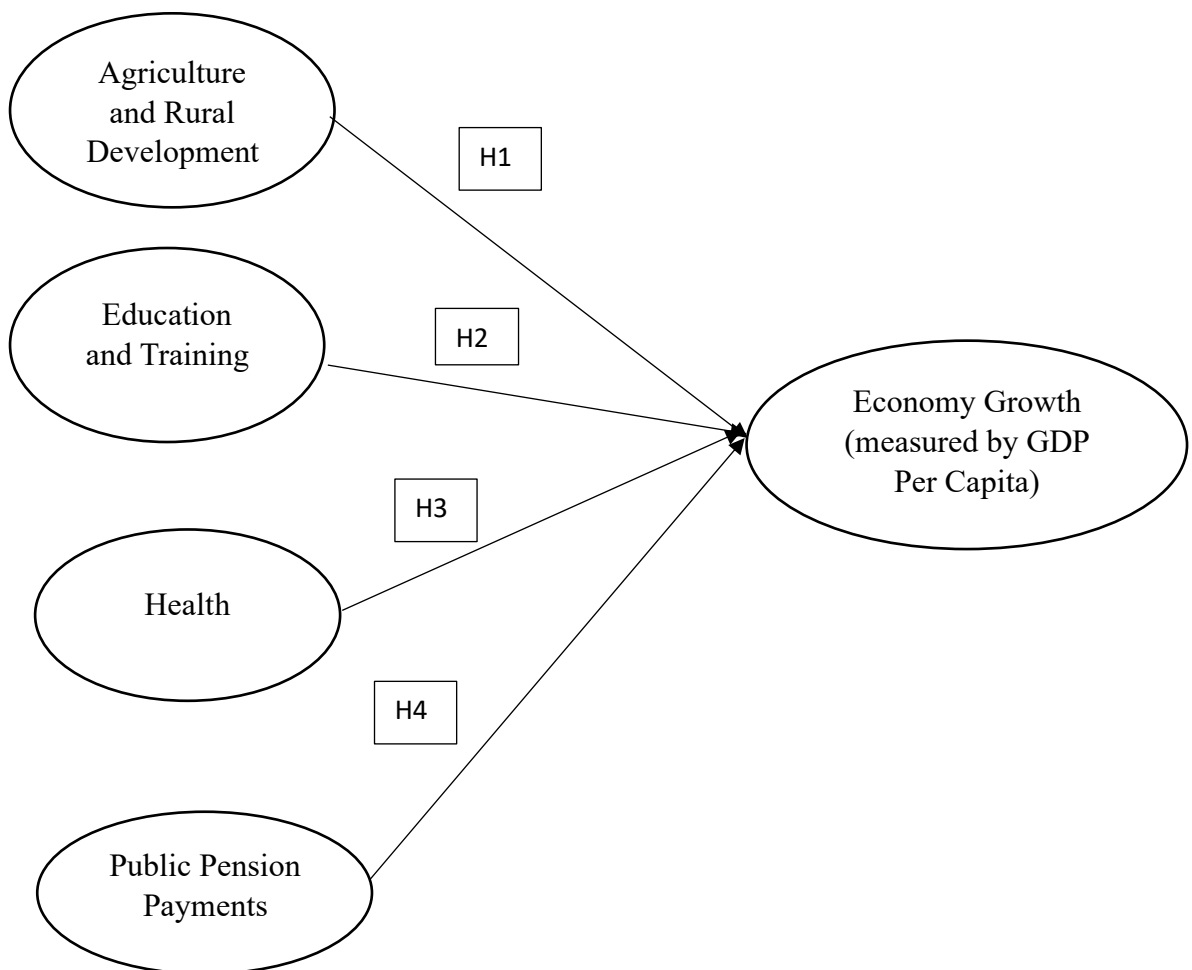 Agriculture
and Rural
Development
H1
Education
and Training
H2
Economy Growth
(measured by GDP
Per Capita)
H3
Health
H4
Public Pension
Payments